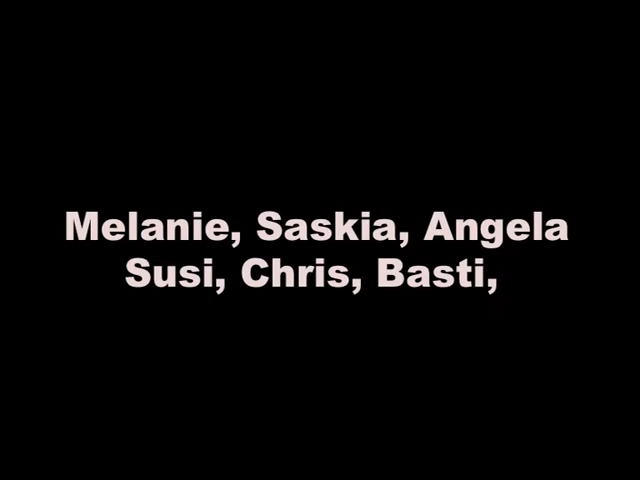 Melanie, Saskia, Angela
Susi, Chris, Basti,